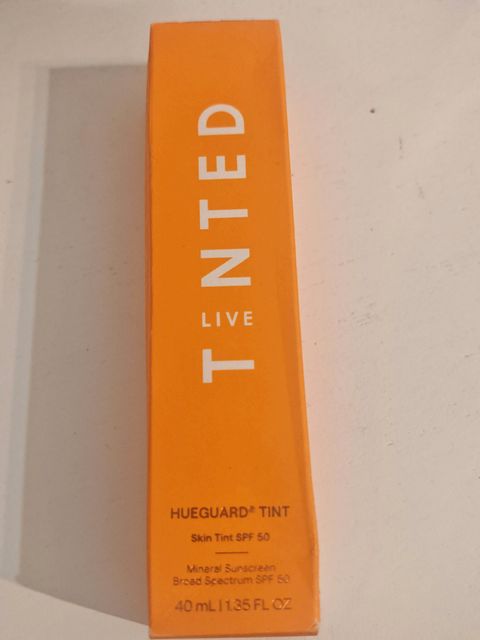 LIVE
TINTED
HUEGUARD® TINT
Skin Tint SPF 50
Mineral Sunscreen
Broad Spectrum SPF 50
40 mL | 1.35 FL OZ